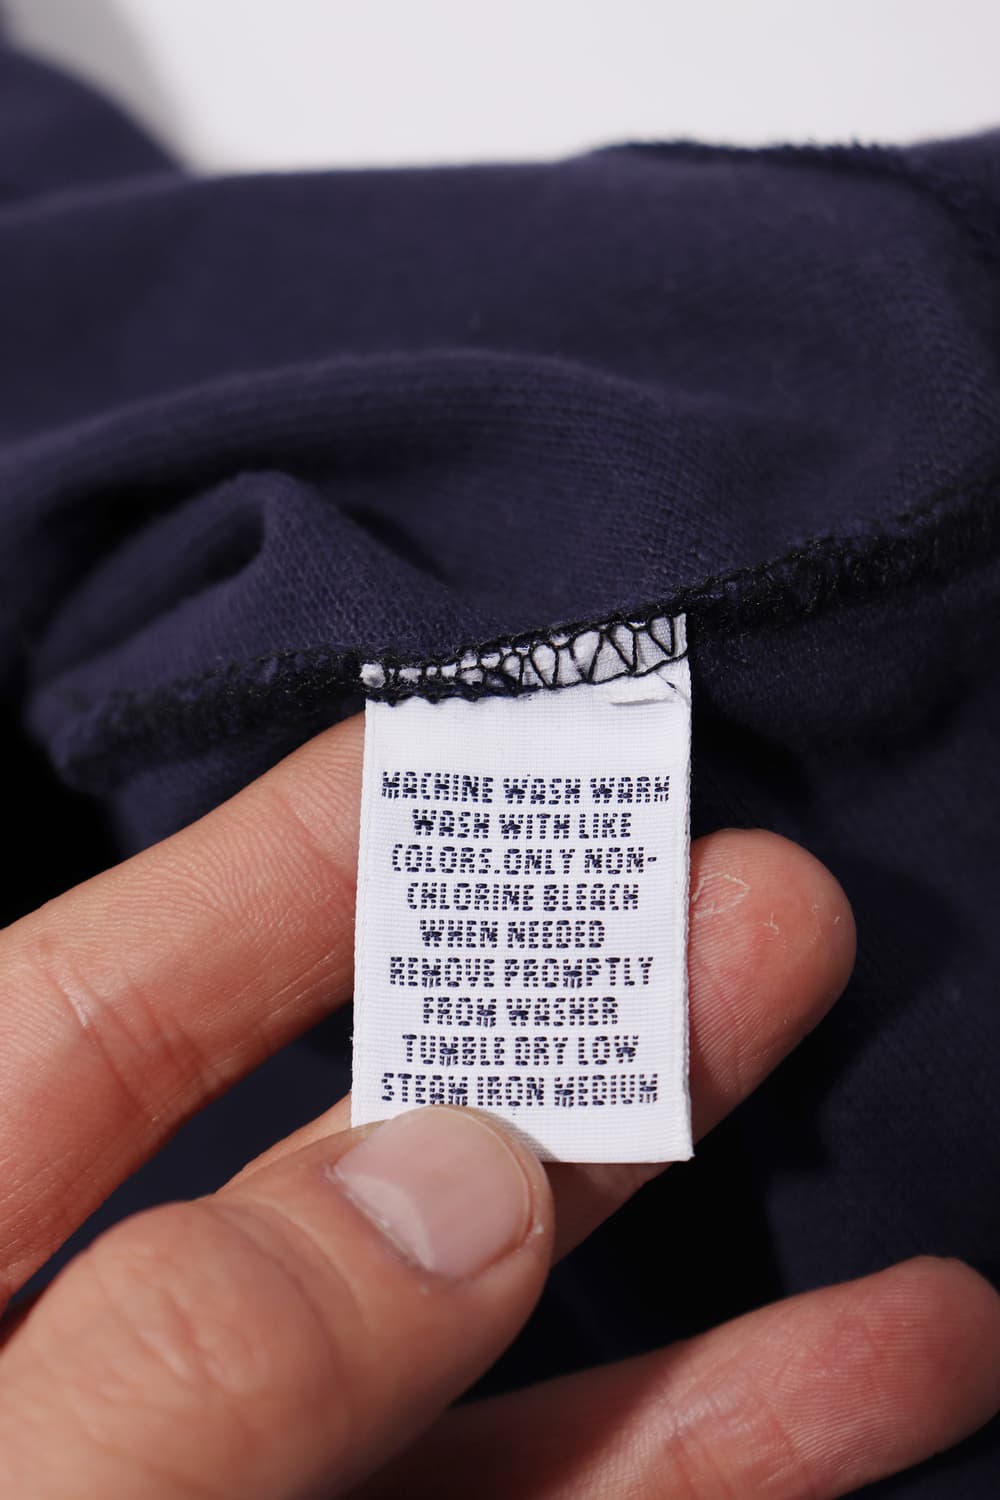 MACHINE WASH WARM
WASH WITH LIKE
COLORS.ONLY NON-
CHLORINE BLEACH
WHEN NEEDED
REMOVE PROMPTLY
FROM WASHER
TUMBLE DRY LOW
STEAM IRON MEDIUM